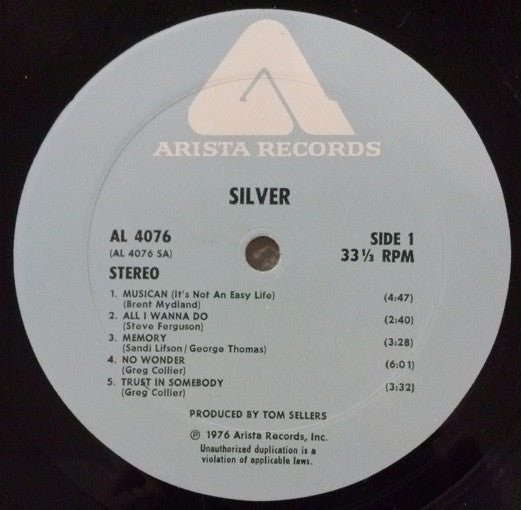 ARISTA RECORDS
SILVER
AL 4076
(AL 4076 SA)
STEREO
SIDE 1
33⅓ RPM
1. MUSICAN (It's Not An Easy Life) (4:47)
(Brent Mydland)
2. ALL I WANNA DO (2:40)
(Steve Ferguson)
3. MEMORY (3:28)
(Sandi Lifson/George Thomas)
4. NO WONDER (6:01)
(Greg Collier)
5. TRUST IN SOMEBODY (3:32)
(Greg Collier)
PRODUCED BY TOM SELLERS
℗ 1976 Arista Records, Inc.
Unauthorized duplication is a
violation of applicable laws.